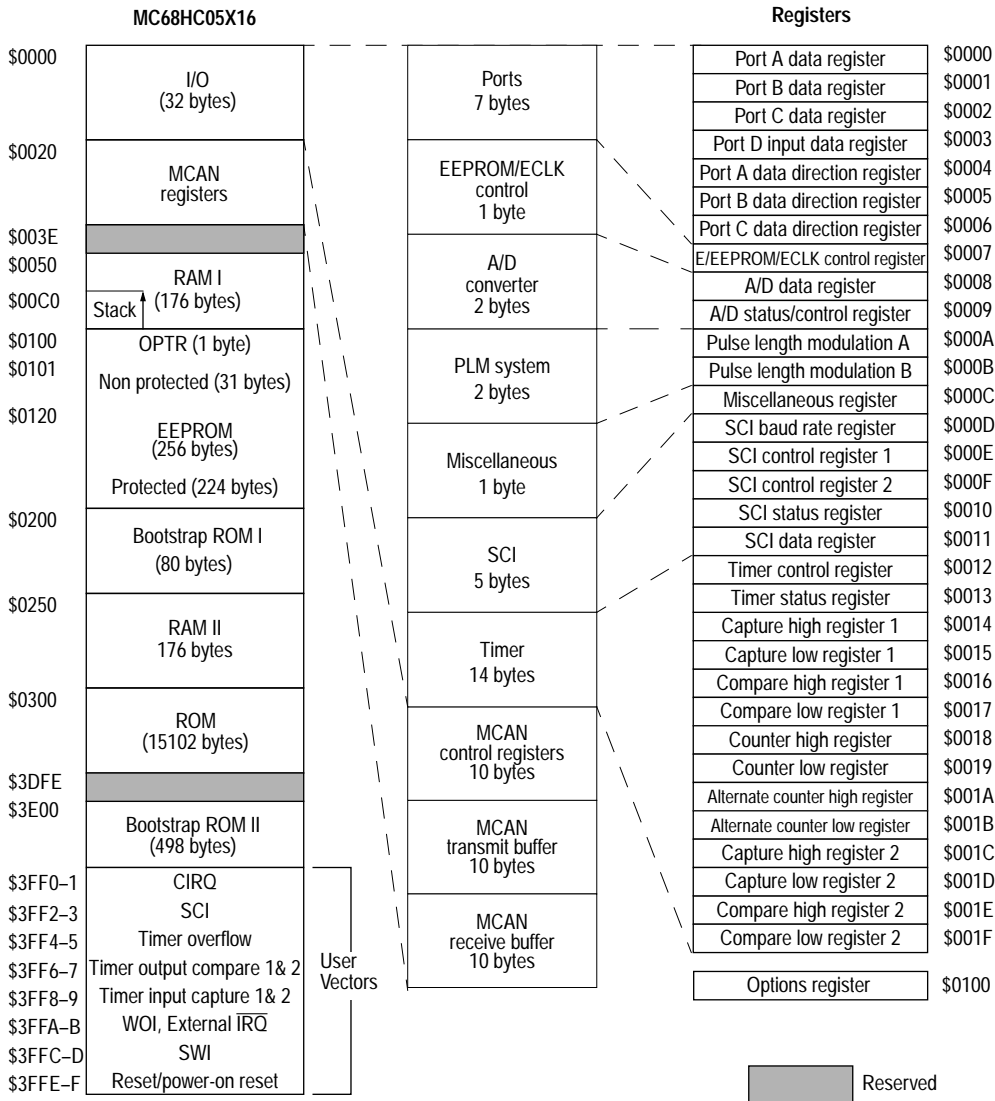 MC68HC05X16
$0000
I/O
(32 bytes)
$0020
MCAN
registers
$003E
$0050
RAM I
(176 bytes)
$00C0
Stack
$0100
OPTR (1 byte)
$0101
Non protected (31 bytes)
$0120
EEPROM
(256 bytes)
Protected (224 bytes)
$0200
Bootstrap ROM I
(80 bytes)
$0250
RAM II
176 bytes
$0300
ROM
(15102 bytes)
$3DFE
$3E00
Bootstrap ROM II
(498 bytes)
$3FF0–1 CIRQ
$3FF2–3 SCI
$3FF4–5 Timer overflow
$3FF6–7 Timer output compare 1& 2
$3FF8–9 Timer input capture 1& 2
$3FFA–B WOI, External IRQ
$3FFC–D SWI
$3FFE–F Reset/power-on reset
User
Vectors
Ports
7 bytes
EEPROM/ECLK
control
1 byte
A/D
converter
2 bytes
PLM system
2 bytes
Miscellaneous
1 byte
SCI
5 bytes
Timer
14 bytes
MCAN
control registers
10 bytes
MCAN
transmit buffer
10 bytes
MCAN
receive buffer
10 bytes
Registers
Port A data register $0000
Port B data register $0001
Port C data register $0002
Port D input data register $0003
Port A data direction register $0004
Port B data direction register $0005
Port C data direction register $0006
E/EEPROM/ECLK control register $0007
A/D data register $0008
A/D status/control register $0009
Pulse length modulation A $000A
Pulse length modulation B $000B
Miscellaneous register $000C
SCI baud rate register $000D
SCI control register 1 $000E
SCI control register 2 $000F
SCI status register $0010
SCI data register $0011
Timer control register $0012
Timer status register $0013
Capture high register 1 $0014
Capture low register 1 $0015
Compare high register 1 $0016
Compare low register 1 $0017
Counter high register $0018
Counter low register $0019
Alternate counter high register $001A
Alternate counter low register $001B
Capture high register 2 $001C
Capture low register 2 $001D
Compare high register 2 $001E
Compare low register 2 $001F
Options register $0100
Reserved